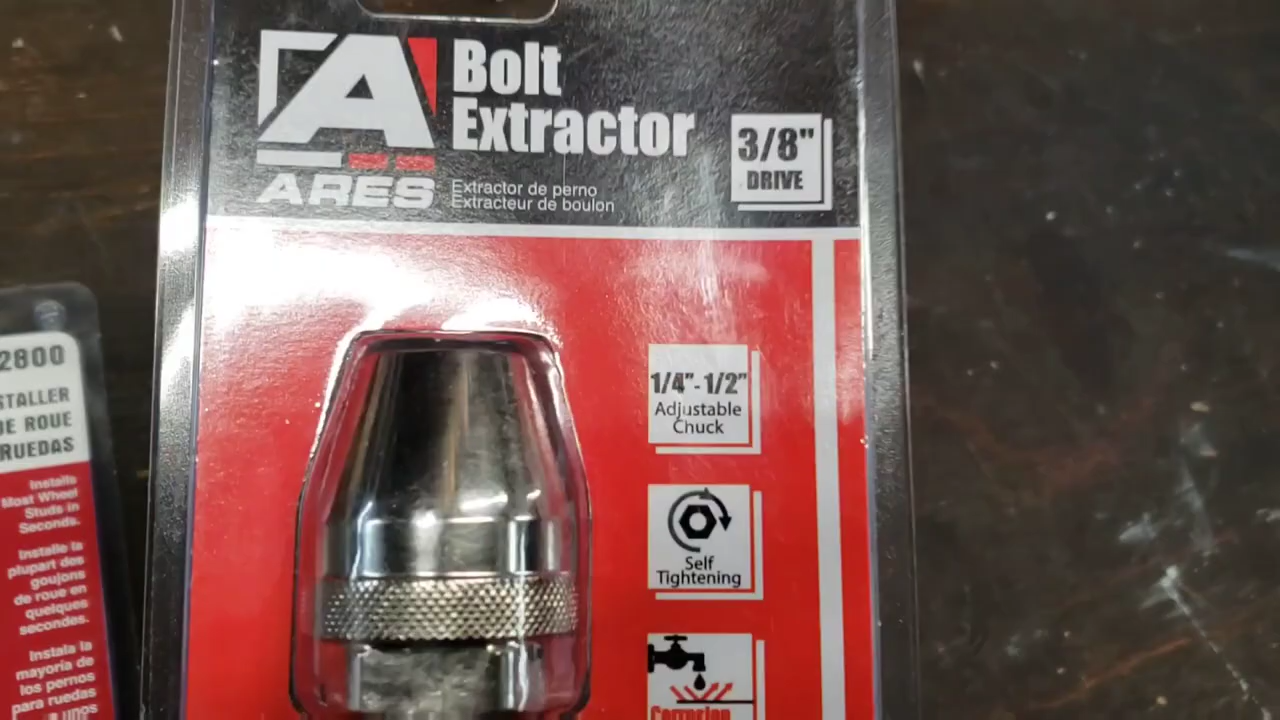 Bolt
Extractor
3/8"
DRIVE
ARES
Extractor de perno
Extracteur de boulon
1/4"-1/2"
Adjustable
Chuck
Self
Tightening
Corrosion
2800
STALLER
DE ROUE
RUEDAS
Installs
Most Wheel
Studs in
Seconds.
Installe la
plupart des
goujons
de roue en
quelques
secondes.
Instala la
mayoría de
los pernos
para ruedas